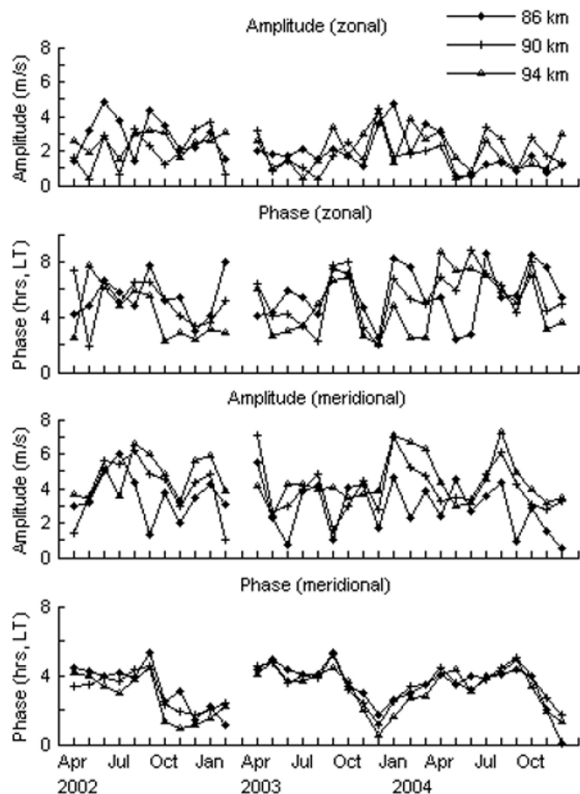 Amplitude (zonal)
86 km
90 km
94 km
Amplitude (m/s)
8
6
4
2
0
Phase (zonal)
Phase (hrs, LT)
8
4
0
Amplitude (meridional)
Amplitude (m/s)
8
6
4
2
0
Phase (meridional)
Phase (hrs, LT)
8
4
0
Apr Jul Oct Jan Apr Jul Oct Jan Apr Jul Oct
2002 2003 2004